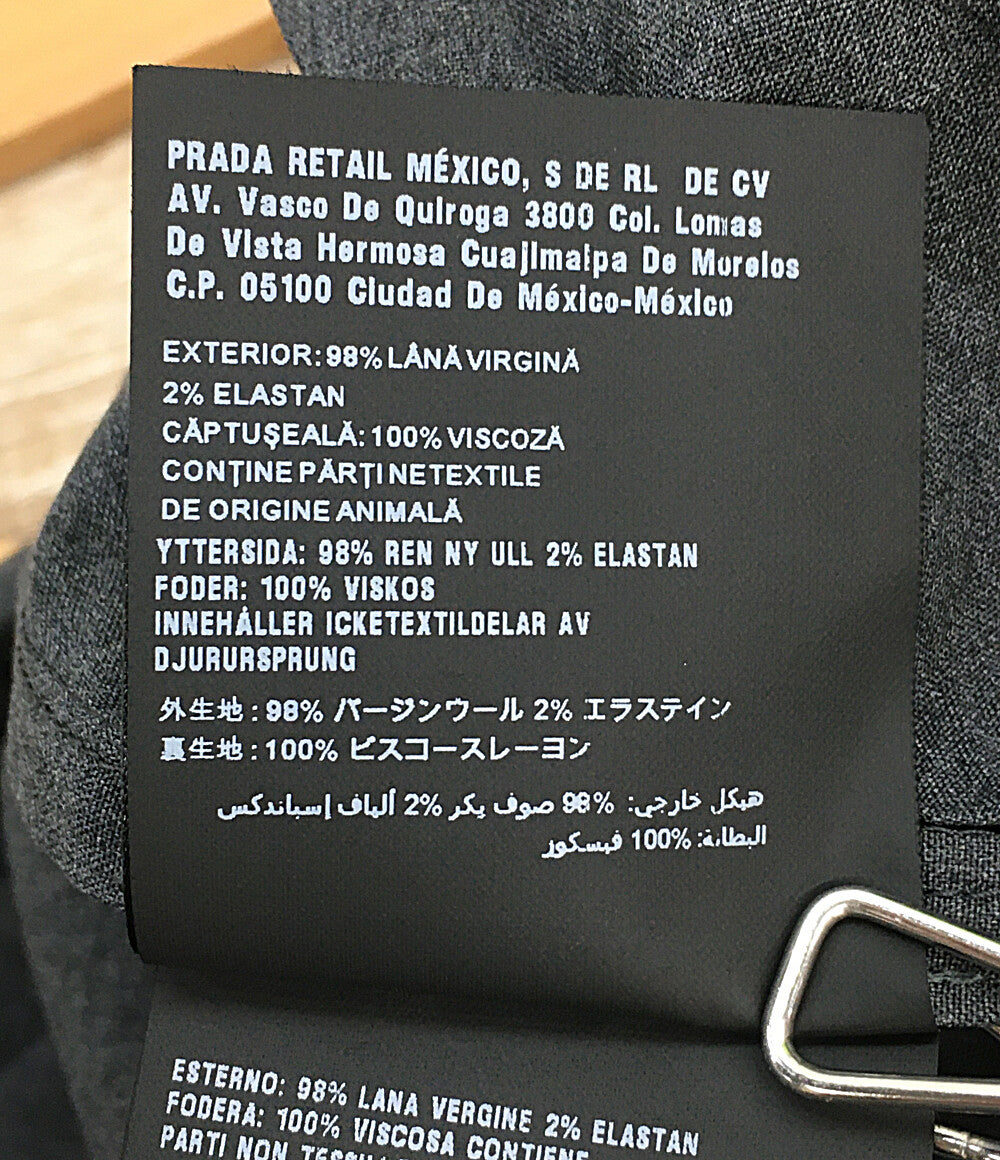 PRADA RETAIL MÉXICO, S DE RL DE CV
AV. Vasco De Quiroga 3800 Col. Lomas
De Vista Hermosa Cuajimalpa De Morelos
C.P. 05100 Ciudad De México-México
EXTERIOR: 98% LÂNĂ VIRGINĂ
2% ELASTAN
CĂPTUȘEALĂ: 100% VISCOZĂ
CONȚINE PĂRȚI NETEXTILE
DE ORIGINE ANIMALĂ
YTTERSIDA: 98% REN NY ULL 2% ELASTAN
FODER: 100% VISKOS
INNEHÅLLER ICKETEXTILDELAR AV
DJURURSPRUNG
外生地:98% バージンウール 2% エラステイン
裏生地:100% ビスコースレーヨン
هيكل خارجي: 98% صوف بكر 2% ألياف إسباندكس
البطانة: 100% فيسكوز
ESTERNO: 98% LANA VERGINE 2% ELASTAN
FODERA: 100% VISCOSA CONTIENE
PARTI NON